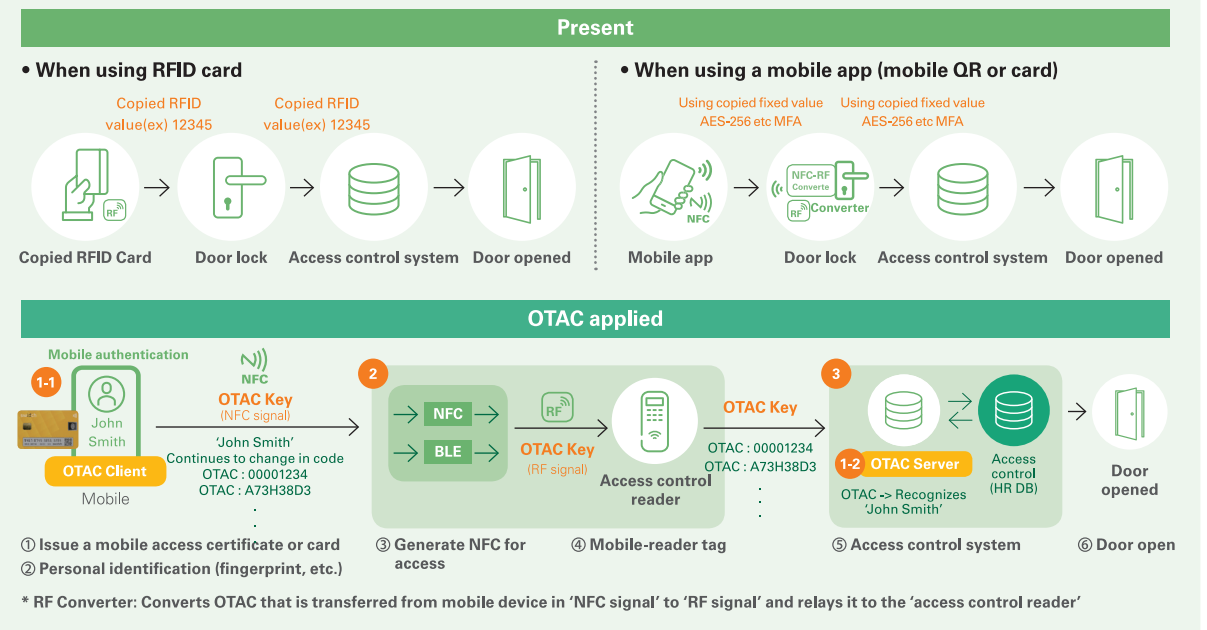 Present
• When using RFID card
Copied RFID
value(ex) 12345
Copied RFID
value(ex) 12345
RF
Copied RFID Card
Door lock
Access control system
Door opened
• When using a mobile app (mobile QR or card)
Using copied fixed value
AES-256 etc MFA
Using copied fixed value
AES-256 etc MFA
NFC
NFC-RF
Converte
RF
Converter
Mobile app
Door lock
Access control system
Door opened
OTAC applied
Mobile authentication
1-1
John
Smith
OTAC Client
Mobile
NFC
OTAC Key
(NFC signal)
'John Smith'
Continues to change in code
OTAC : 00001234
OTAC : A73H38D3
2
NFC
BLE
RF
OTAC Key
(RF signal)
Access control
reader
OTAC Key
OTAC : 00001234
OTAC : A73H38D3
3
1-2
OTAC Server
OTAC -> Recognizes
'John Smith'
Access
control
(HR DB)
Door
opened
① Issue a mobile access certificate or card
② Personal identification (fingerprint, etc.)
③ Generate NFC for
access
④ Mobile-reader tag
⑤ Access control system
⑥ Door open
* RF Converter: Converts OTAC that is transferred from mobile device in 'NFC signal' to 'RF signal' and relays it to the 'access control reader'